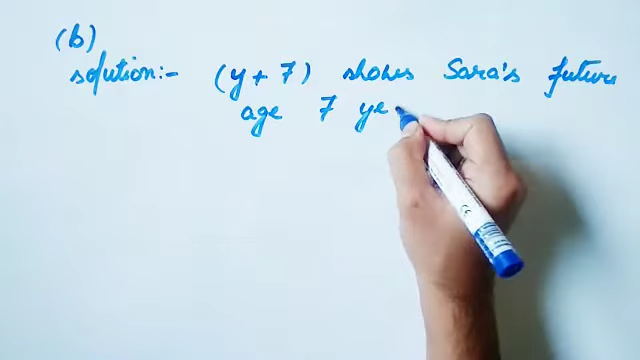 (b)
solution:- (y + 7) shows Sara's future
age 7 ye